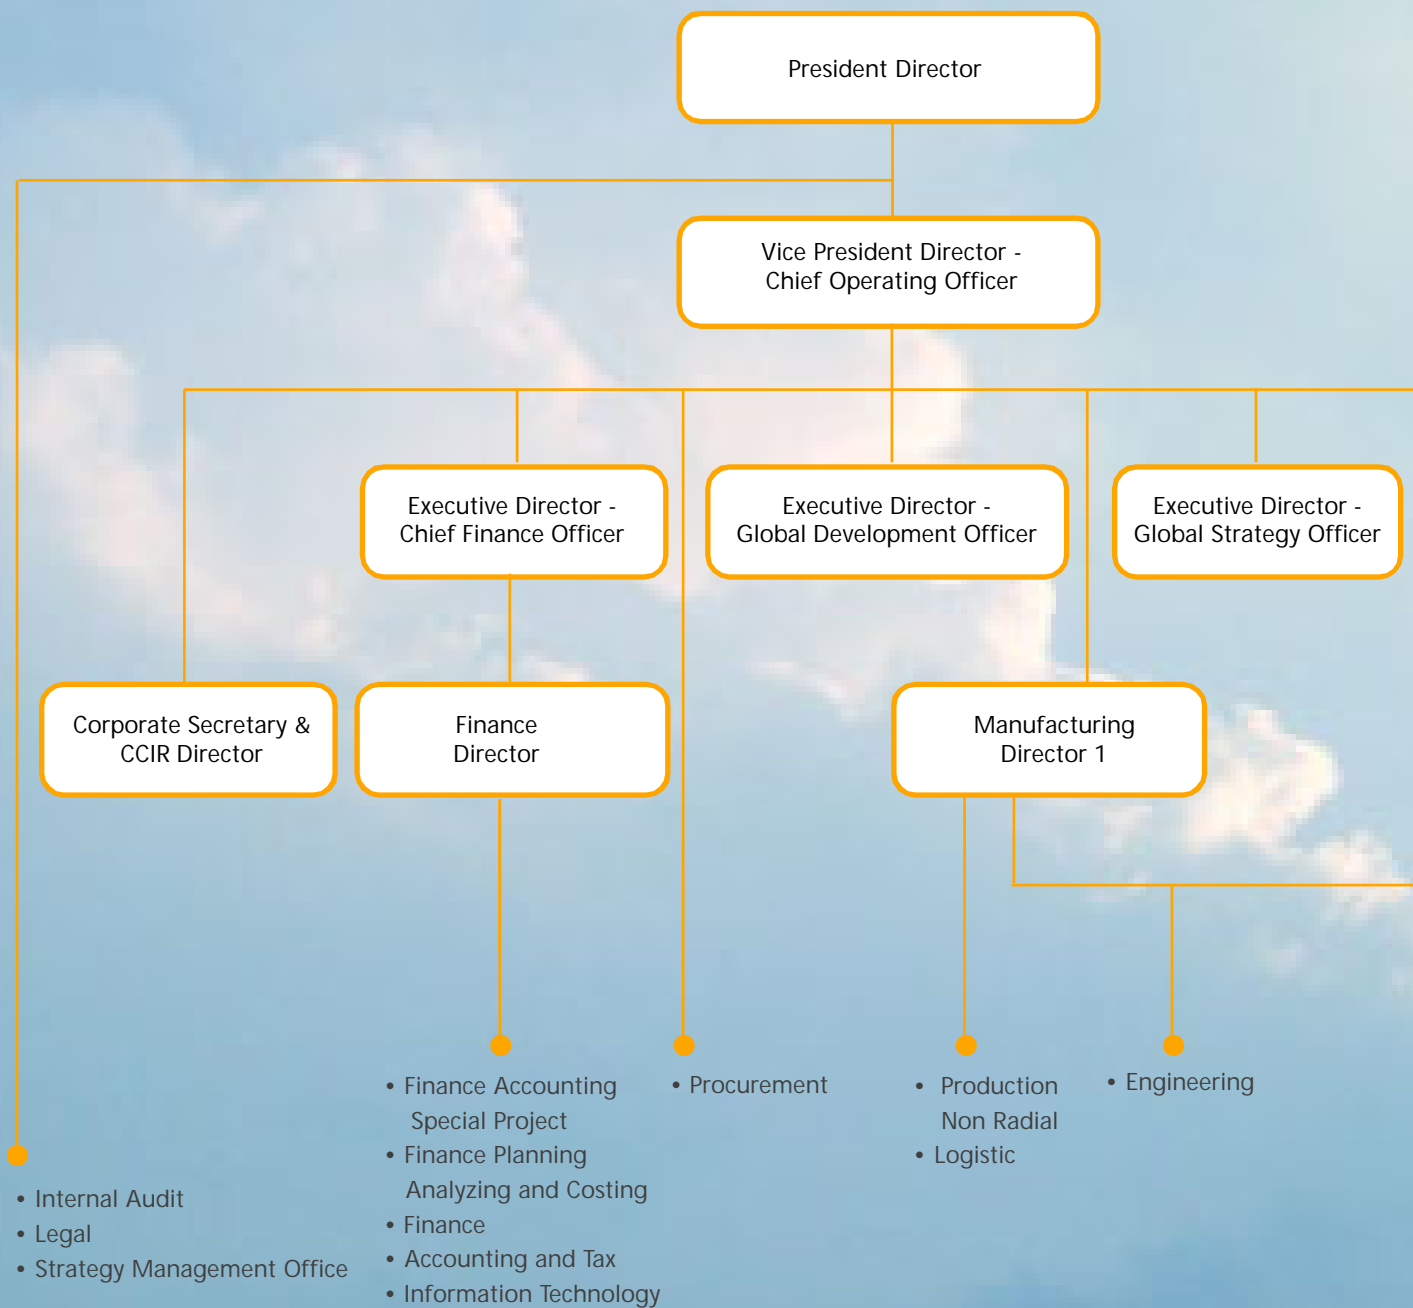 President Director
Vice President Director -
Chief Operating Officer
Executive Director -
Chief Finance Officer
Executive Director -
Global Development Officer
Executive Director -
Global Strategy Officer
Corporate Secretary &
CCIR Director
Finance
Director
Manufacturing
Director 1
• Internal Audit
• Legal
• Strategy Management Office
• Finance Accounting
Special Project
• Finance Planning
Analyzing and Costing
• Finance
• Accounting and Tax
• Information Technology
• Procurement
• Production
Non Radial
• Logistic
• Engineering